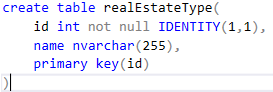 create table realEstateType(
    id int not null IDENTITY(1,1),
    name nvarchar(255),
    primary key(id)
)